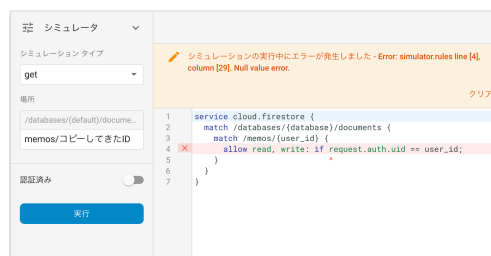 シミュレータ
シミュレーション タイプ
get
場所
/databases/(default)/docume...
memos/コピーしてきたID
認証済み
実行
シミュレーションの実行中にエラーが発生しました - Error: simulator.rules line [4],
column [29]. Null value error.
クリア
1 service cloud.firestore {
2 match /databases/{database}/documents {
3 match /memos/{user_id} {
4 allow read, write: if request.auth.uid == user_id;
5 } ^
6 }
7 }